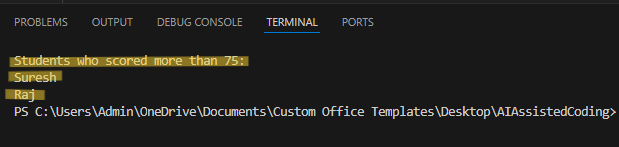 PROBLEMS OUTPUT DEBUG CONSOLE TERMINAL PORTS
Students who scored more than 75:
Suresh
Raj
PS C:\Users\Admin\OneDrive\Documents\Custom Office Templates\Desktop\AIAssistedCoding>